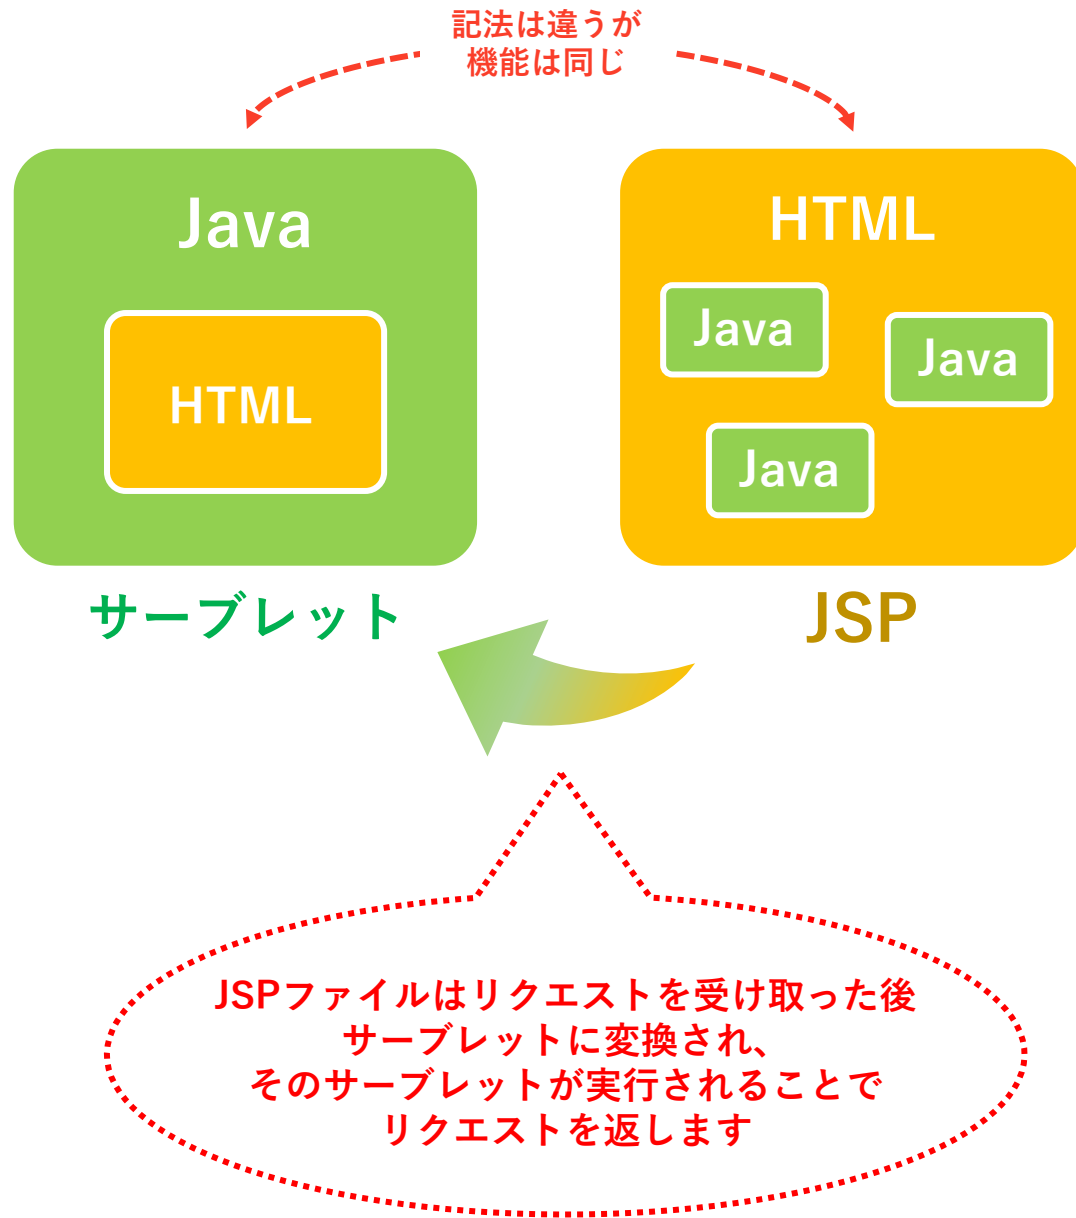 記法は違うが
機能は同じ
Java
HTML
サーブレット
HTML
Java
Java
Java
JSP
JSPファイルはリクエストを受け取った後
サーブレットに変換され、
そのサーブレットが実行されることで
リクエストを返します